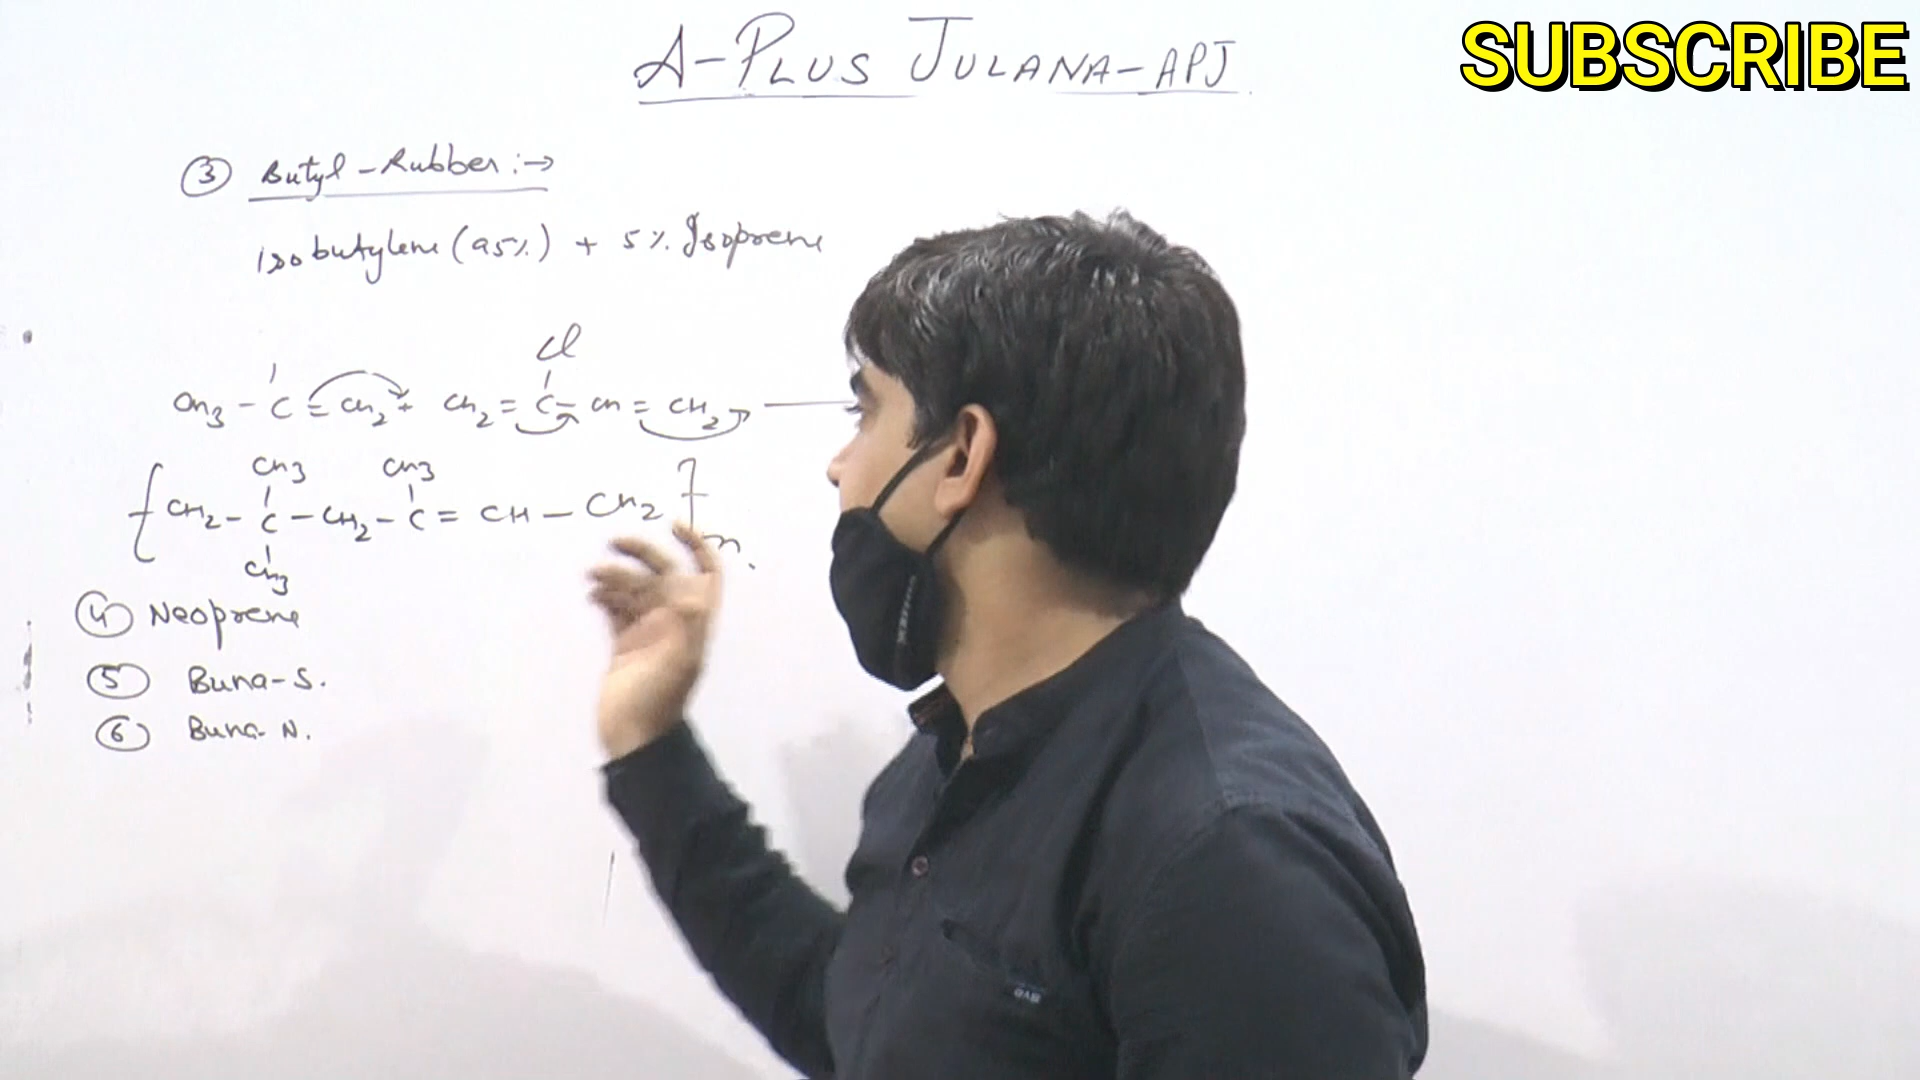 A-PLUS JULANA-APJ
SUBSCRIBE
③ Butyl-Rubber:→
isobutylene (95%) + 5% Isoprene
Cl
CH3 - C = CH2 + CH2 = C - CH = CH2
CH3 CH3
[CH2 - C - CH2 - C = CH - CH2]n.
CH3
④ Neoprene
⑤ Buna-S.
⑥ Buna-N.